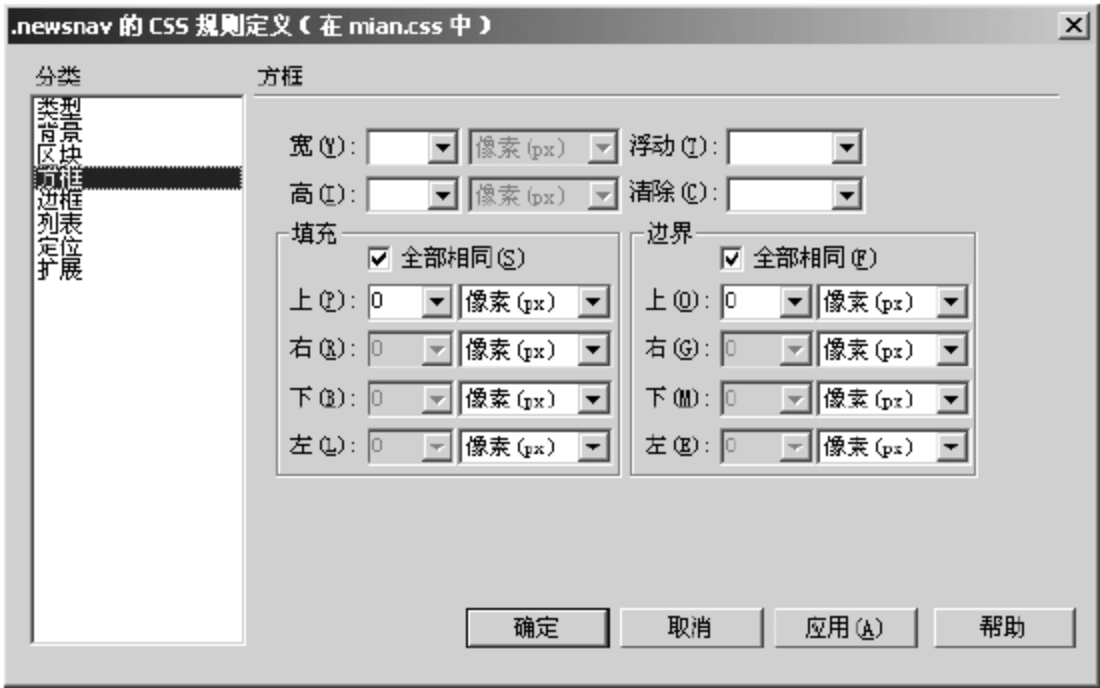 .newsnav 的 CSS 规则定义（在 mian.css 中）
分类
类型
背景
区块
方框
边框
列表
定位
扩展
方框
宽(W): 像素(px) 浮动(T):
高(I): 像素(px) 清除(C):
填充
全部相同(S)
上(P): 0 像素(px)
右(R): 0 像素(px)
下(B): 0 像素(px)
左(L): 0 像素(px)
边界
全部相同(F)
上(O): 0 像素(px)
右(G): 0 像素(px)
下(M): 0 像素(px)
左(E): 0 像素(px)
确定 取消 应用(A) 帮助